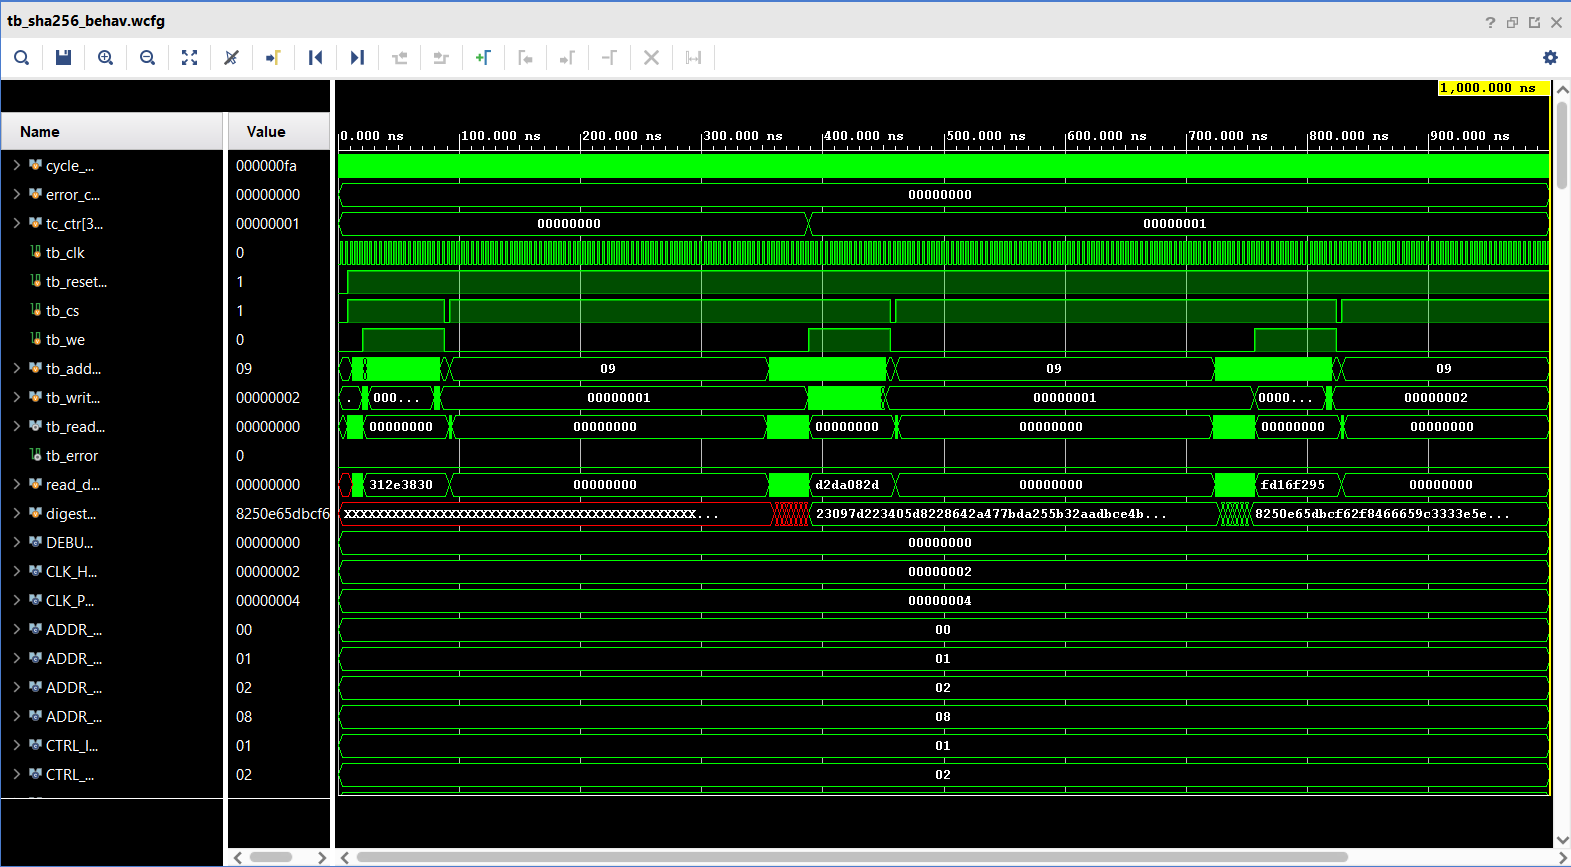 tb_sha256_behav.wcfg
1,000.000 ns
Name Value 0.000 ns 100.000 ns 200.000 ns 300.000 ns 400.000 ns 500.000 ns 600.000 ns 700.000 ns 800.000 ns 900.000 ns
cycle_... 000000fa
error_c... 00000000 00000000
tc_ctr[3... 00000001 00000000 00000001
tb_clk 0
tb_reset... 1
tb_cs 1
tb_we 0
tb_add... 09 09 09 09
tb_writ... 00000002 . 000... 00000001 00000001 0000... 00000002
tb_read... 00000000 00000000 00000000 00000000 00000000 00000000 00000000
tb_error 0
read_d... 00000000 312e3830 00000000 d2da082d 00000000 fd16f295 00000000
digest... 8250e65dbcf6 XXXXXXXXXXXXXXXXXXXXXXXXXXXXXXXXXXXXXXXXXXXX... 23097d223405d8228642a477bda255b32aadbce4b... 8250e65dbcf62f8466659c3333e5e...
DEBU... 00000000 00000000
CLK_H... 00000002 00000002
CLK_P... 00000004 00000004
ADDR_... 00 00
ADDR_... 01 01
ADDR_... 02 02
ADDR_... 08 08
CTRL_I... 01 01
CTRL_... 02 02